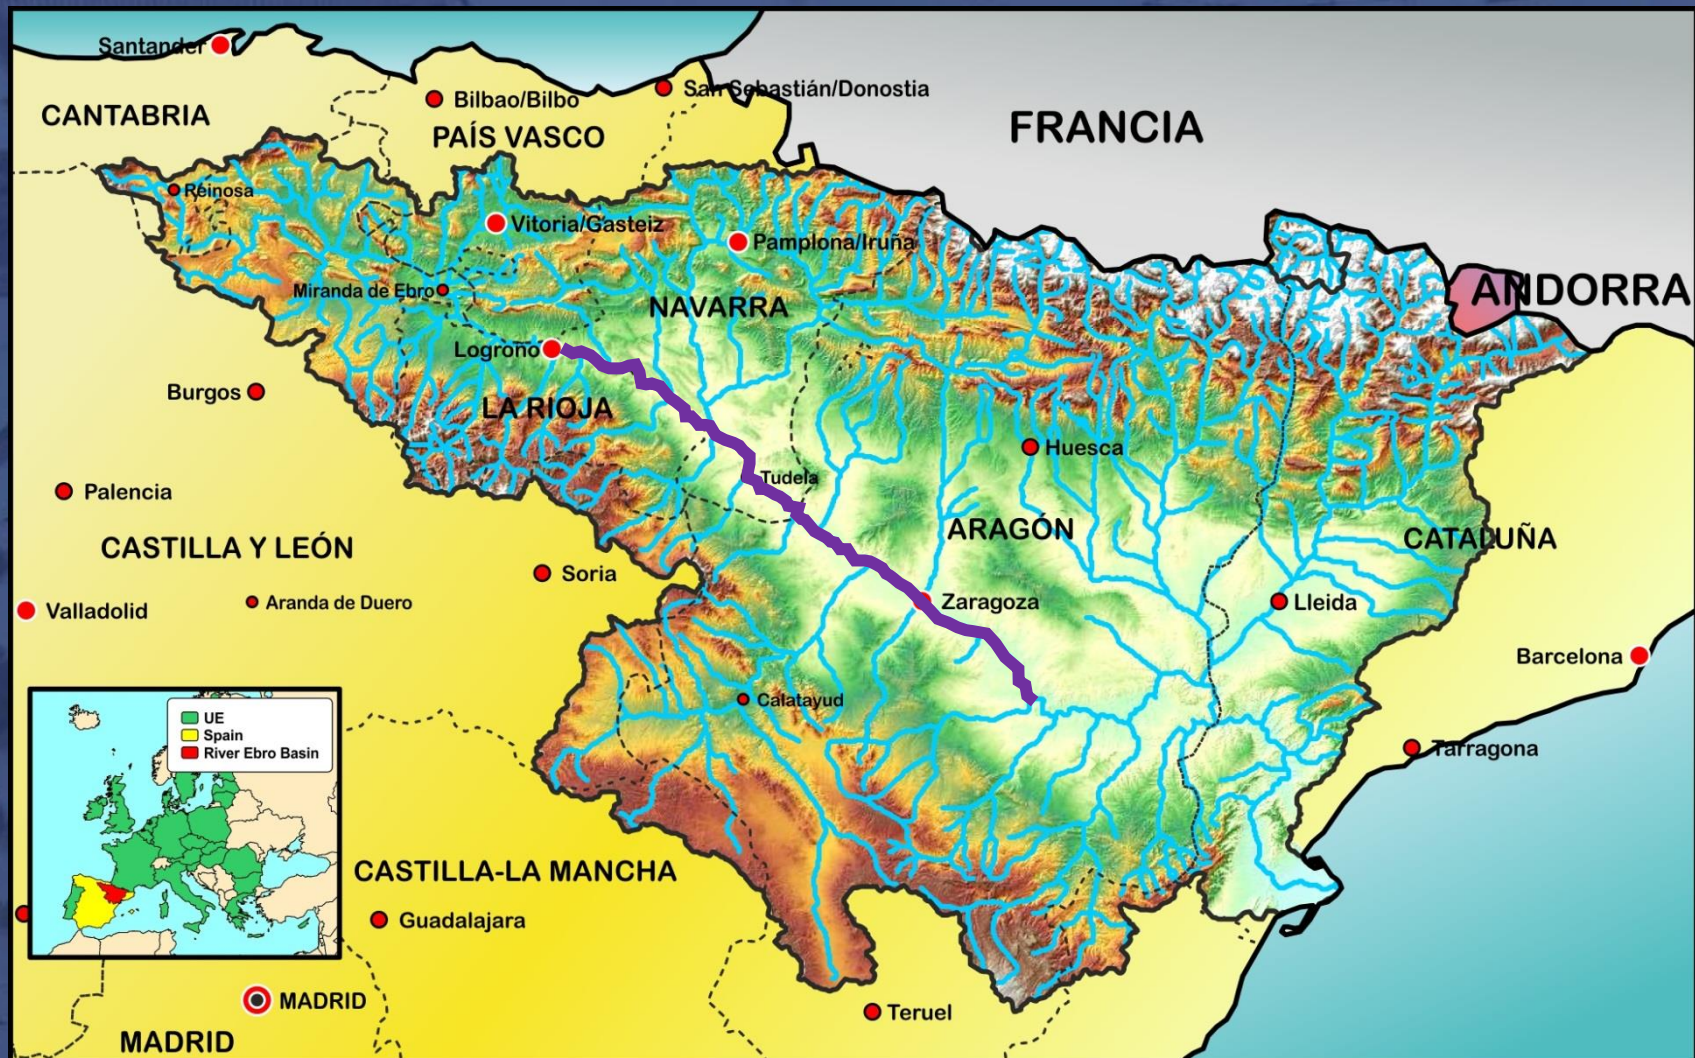 Santander
CANTABRIA
Bilbao/Bilbo
San Sebastián/Donostia
PAÍS VASCO
FRANCIA
Reinosa
Vitoria/Gasteiz
Pamplona/Iruña
Miranda de Ebro
NAVARRA
ANDORRA
Logroño
Burgos
LA RIOJA
Huesca
Palencia
Tudela
CASTILLA Y LEÓN
ARAGÓN
CATALUÑA
Soria
Valladolid
Aranda de Duero
Zaragoza
Lleida
Barcelona
Calatayud
UE
Spain
River Ebro Basin
Tarragona
CASTILLA-LA MANCHA
Guadalajara
MADRID
Teruel
MADRID